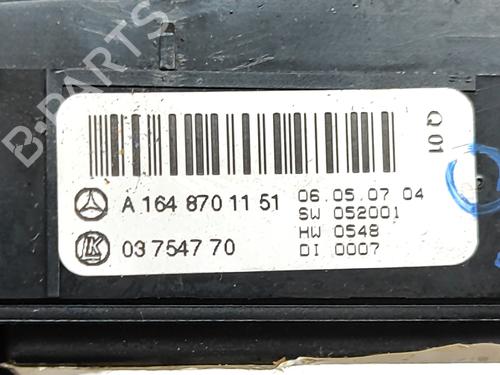 B-PARTS
Q 01
A 164 870 11 51
06.05.07 04
SW 052001
LK
03 7547 70
HW 0548
DI 0007